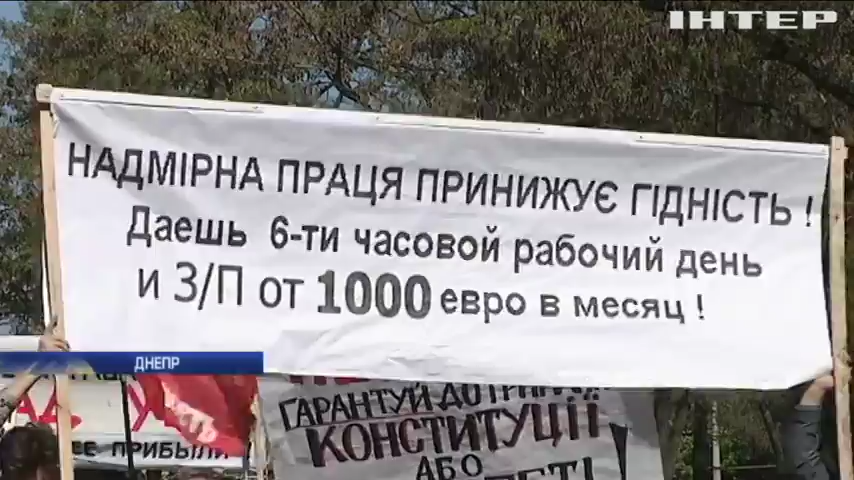 ІНТЕР
НАДМІРНА ПРАЦЯ ПРИНИЖУЄ ГІДНІСТЬ !
Даешь 6-ти часовой рабочий день
и З/П от 1000 евро в месяц !
ДНЕПР
ГАРАНТУЙ
КОНСТИТУЦІЇ
АБО
ПРИБЫЛИ